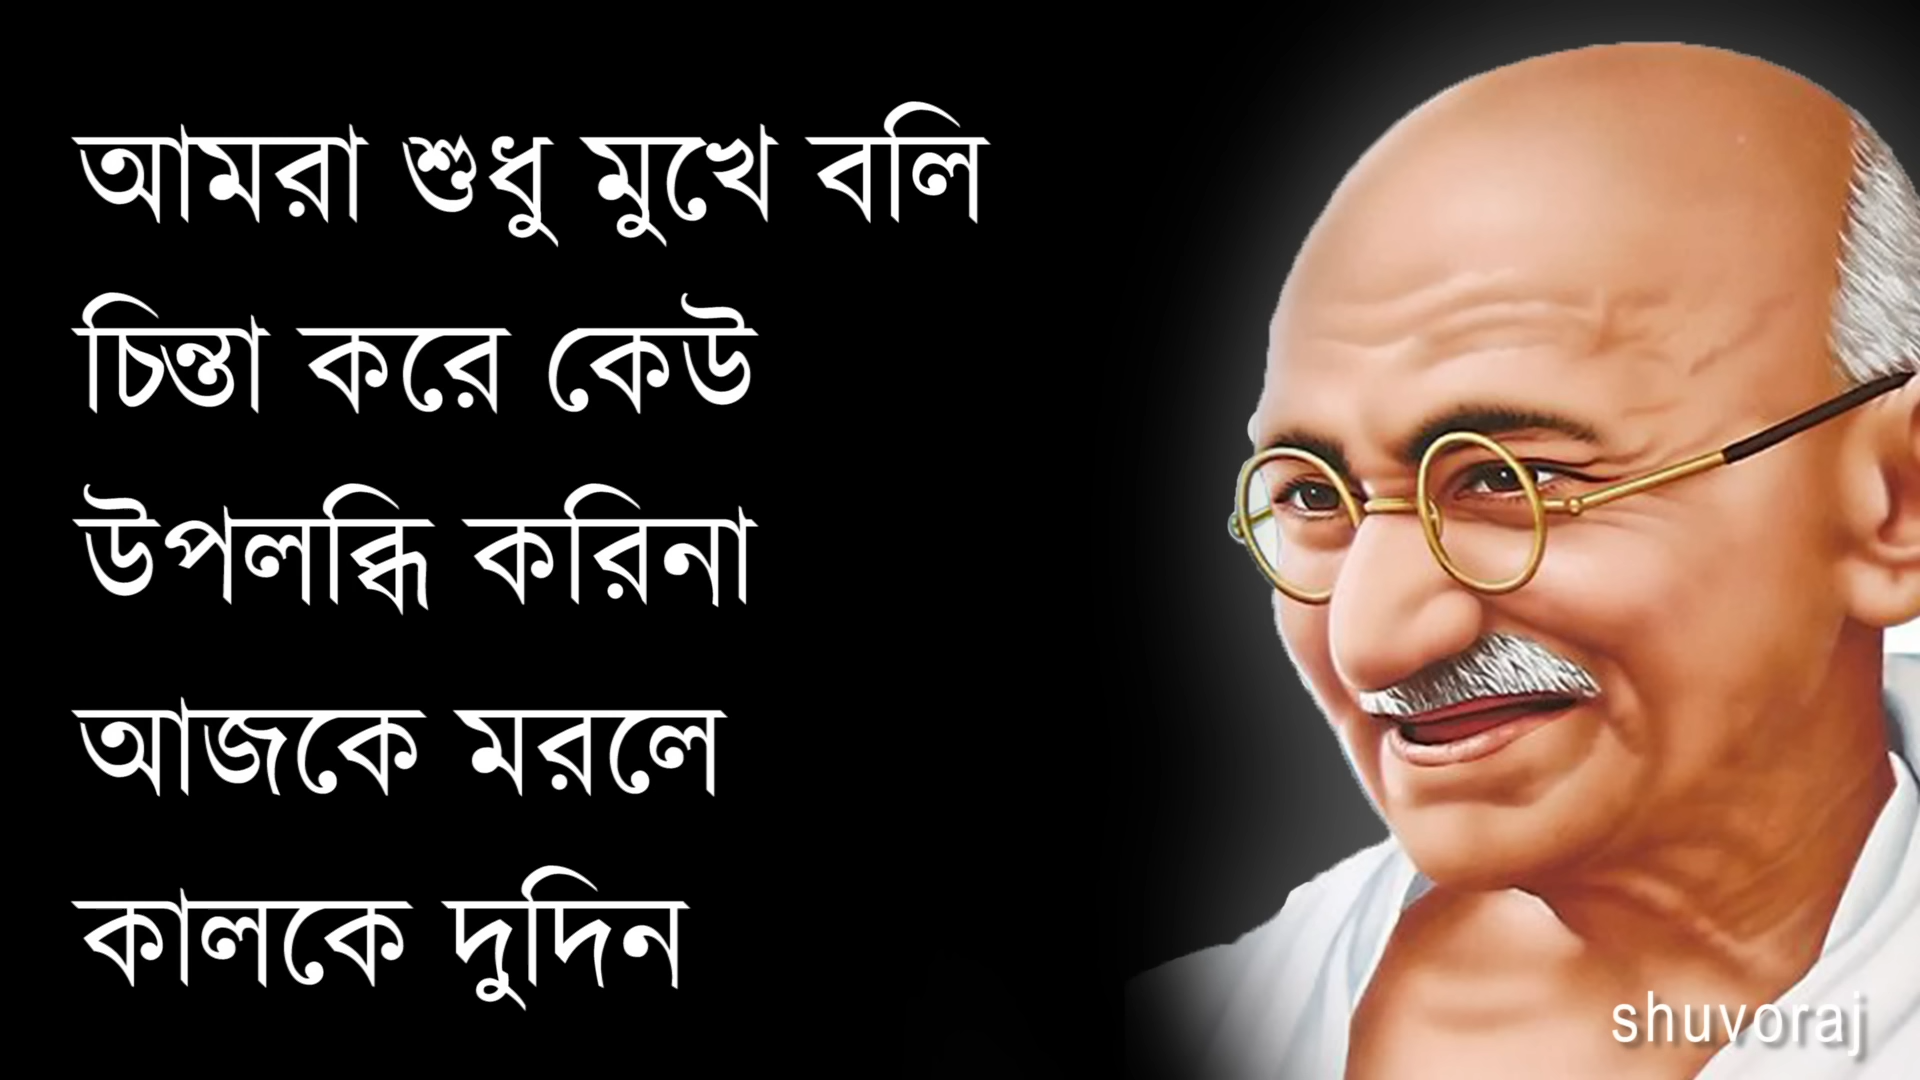 আমরা শুধু মুখে বলি
চিন্তা করে কেউ
উপলব্ধি করিনা
আজকে মরলে
কালকে দুদিন
shuvoraj